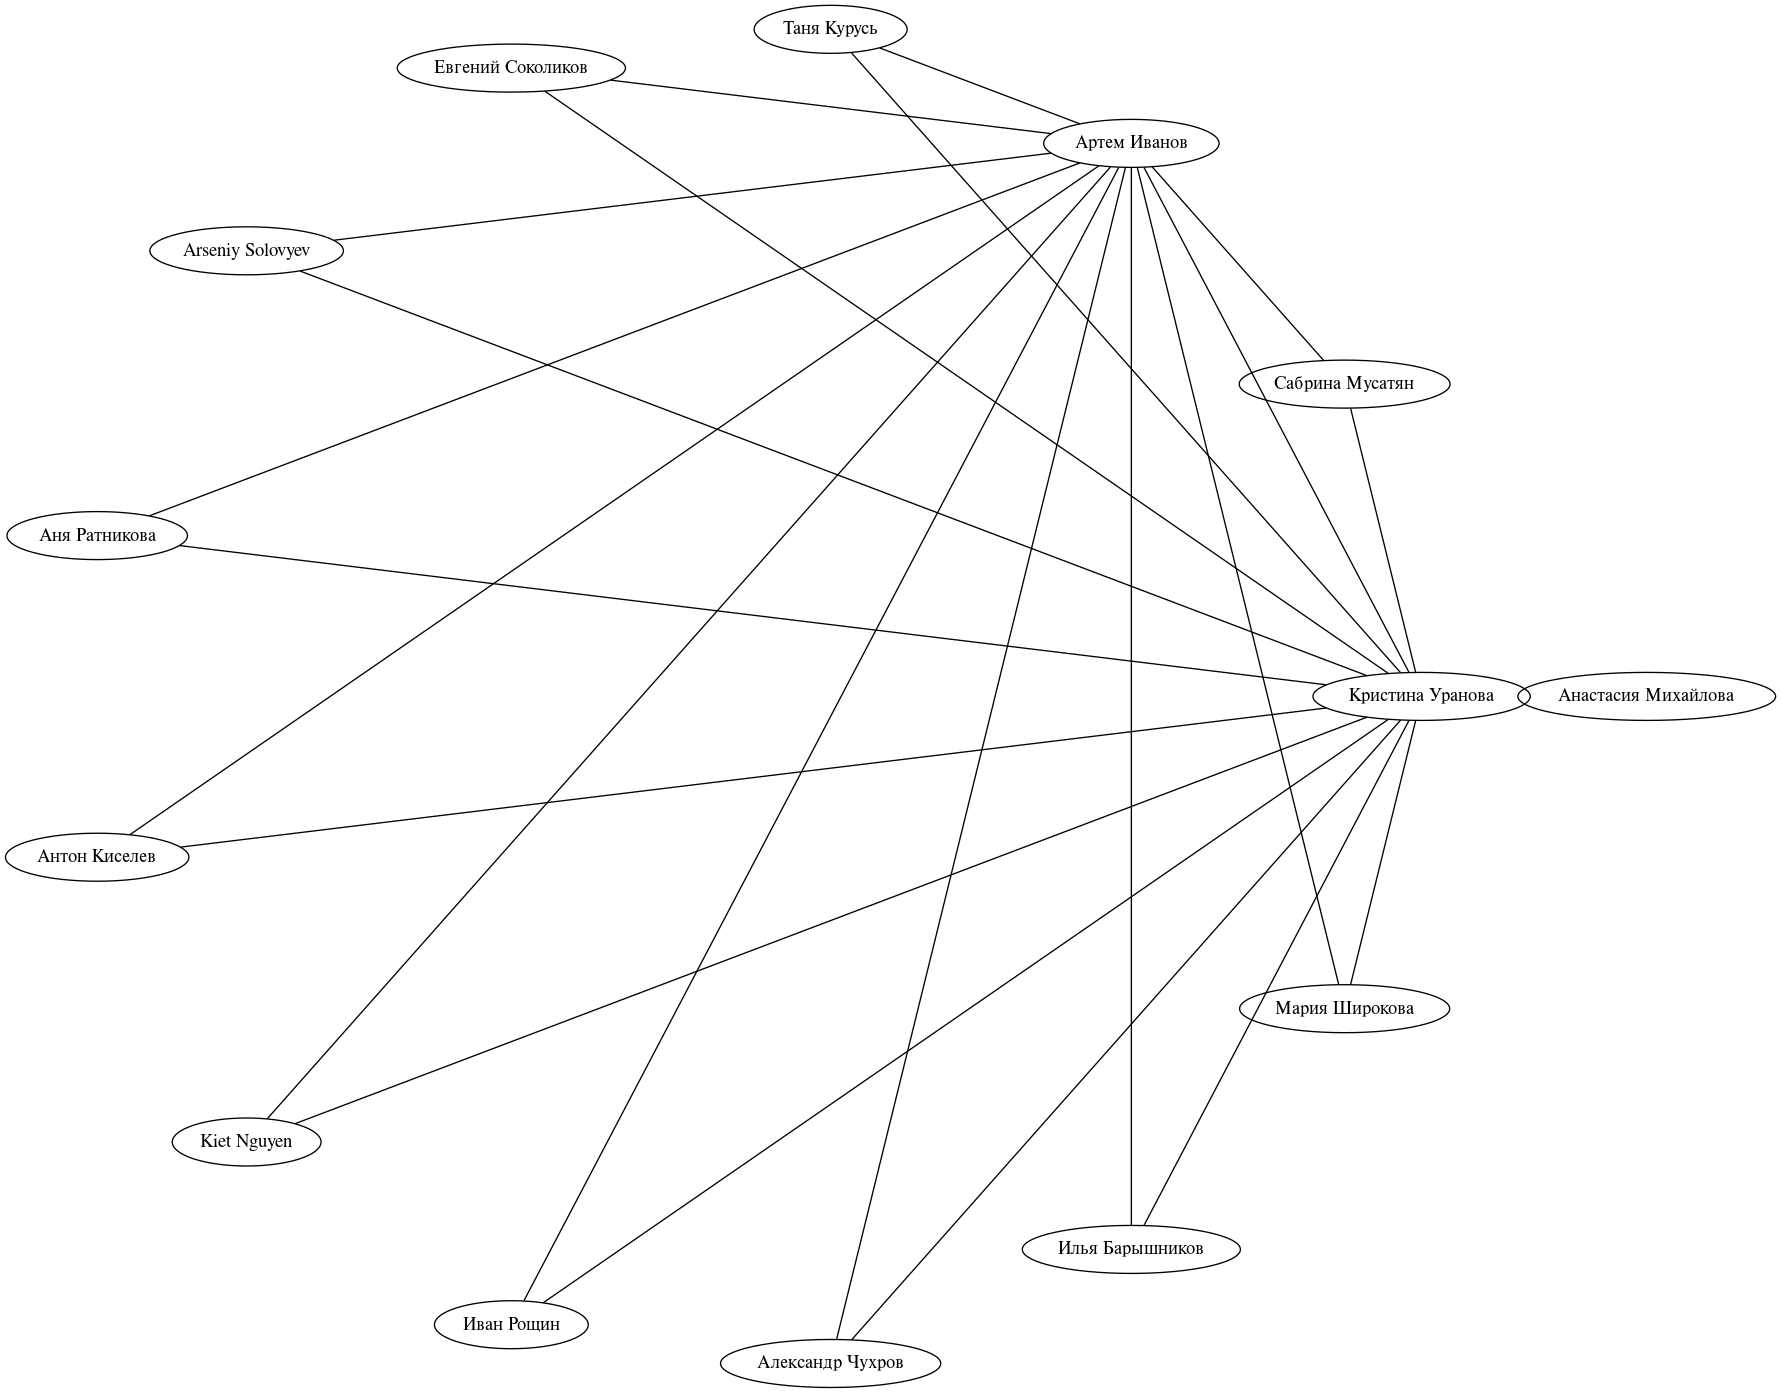 Таня Курусь
Евгений Соколиков
Артем Иванов
Arseniy Solovyev
Сабрина Мусатян
Аня Ратникова
Кристина Уранова
Анастасия Михайлова
Антон Киселев
Мария Широкова
Kiet Nguyen
Илья Барышников
Иван Рощин
Александр Чухров